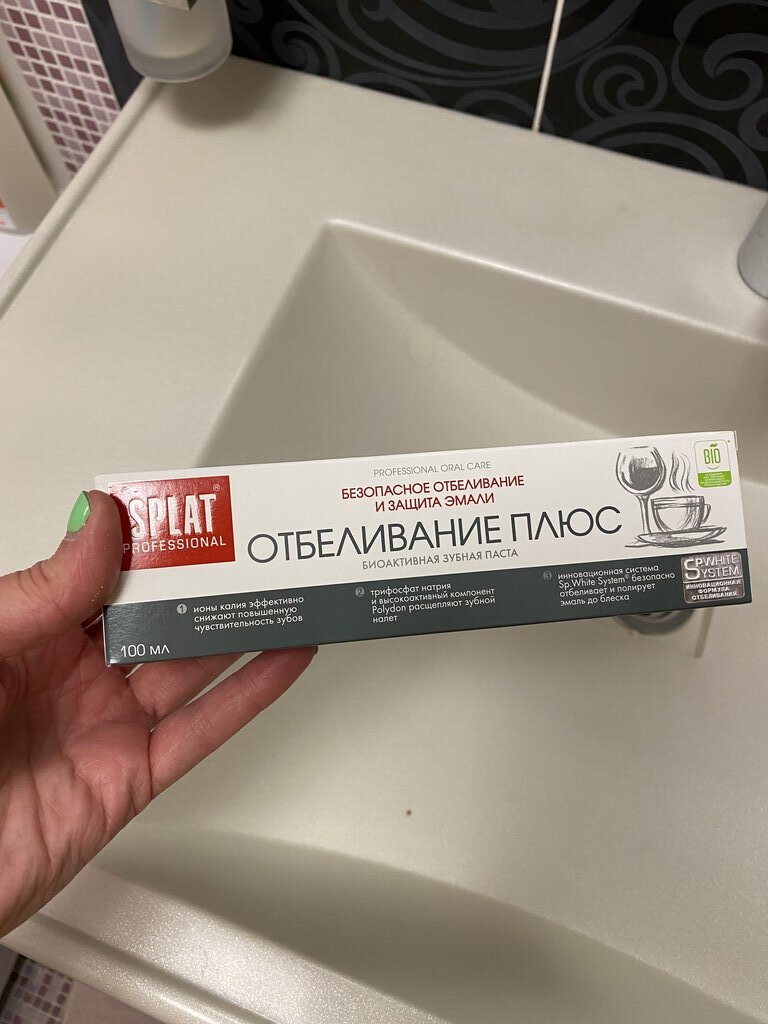 SPLAT®
PROFESSIONAL
PROFESSIONAL ORAL CARE
БЕЗОПАСНОЕ ОТБЕЛИВАНИЕ
И ЗАЩИТА ЭМАЛИ
ОТБЕЛИВАНИЕ ПЛЮС
БИОАКТИВНАЯ ЗУБНАЯ ПАСТА
BIO
1 ионы калия эффективно
снижают повышенную
чувствительность зубов
2 трифосфат натрия
и высокоактивный компонент
Polydon расщепляют зубной
налет
3 инновационная система
Sp.White System® безопасно
отбеливает и полирует
эмаль до блеска
SP.WHITE
SYSTEM
ИННОВАЦИОННАЯ
ФОРМУЛА
ОТБЕЛИВАНИЯ
100 МЛ